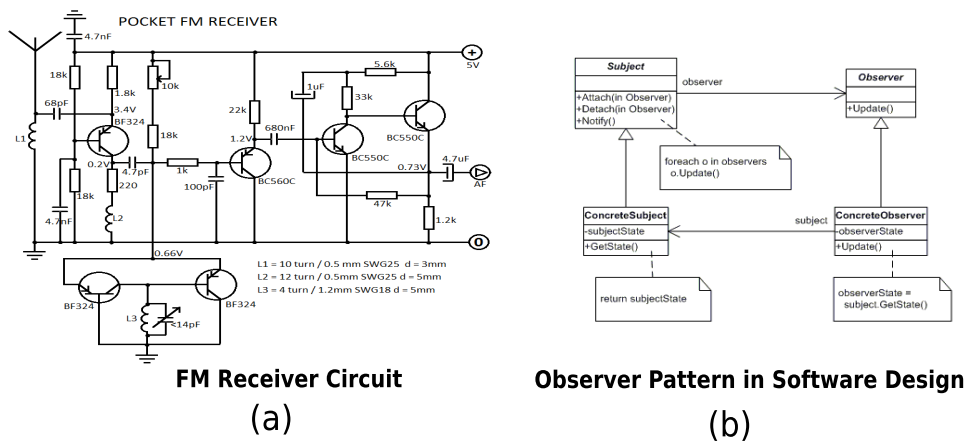 POCKET FM RECEIVER
4.7nF
5V
18k
1.8k
10k
5.6k
1uF
33k
68pF
3.4V
BF324
22k
680nF
BC550C
L1
18k
1.2V
BC550C
0.2V
4.7pF
1k
BC560C
0.73V
4.7uF
AF
18k
220
100pF
47k
4.7nF
L2
1.2k
0
0.66V
L1 = 10 turn / 0.5 mm SWG25 d = 3mm
L2 = 12 turn / 0.5mm SWG25 d = 5mm
L3 = 4 turn / 1.2mm SWG18 d = 5mm
BF324
BF324
L3
<14pF
FM Receiver Circuit
(a)
Subject
+Attach(in Observer)
+Detach(in Observer)
+Notify()
observer
Observer
+Update()
foreach o in observers
o.Update()
ConcreteSubject
-subjectState
+GetState()
subject
ConcreteObserver
-observerState
+Update()
return subjectState
observerState =
subject.GetState()
Observer Pattern in Software Design
(b)